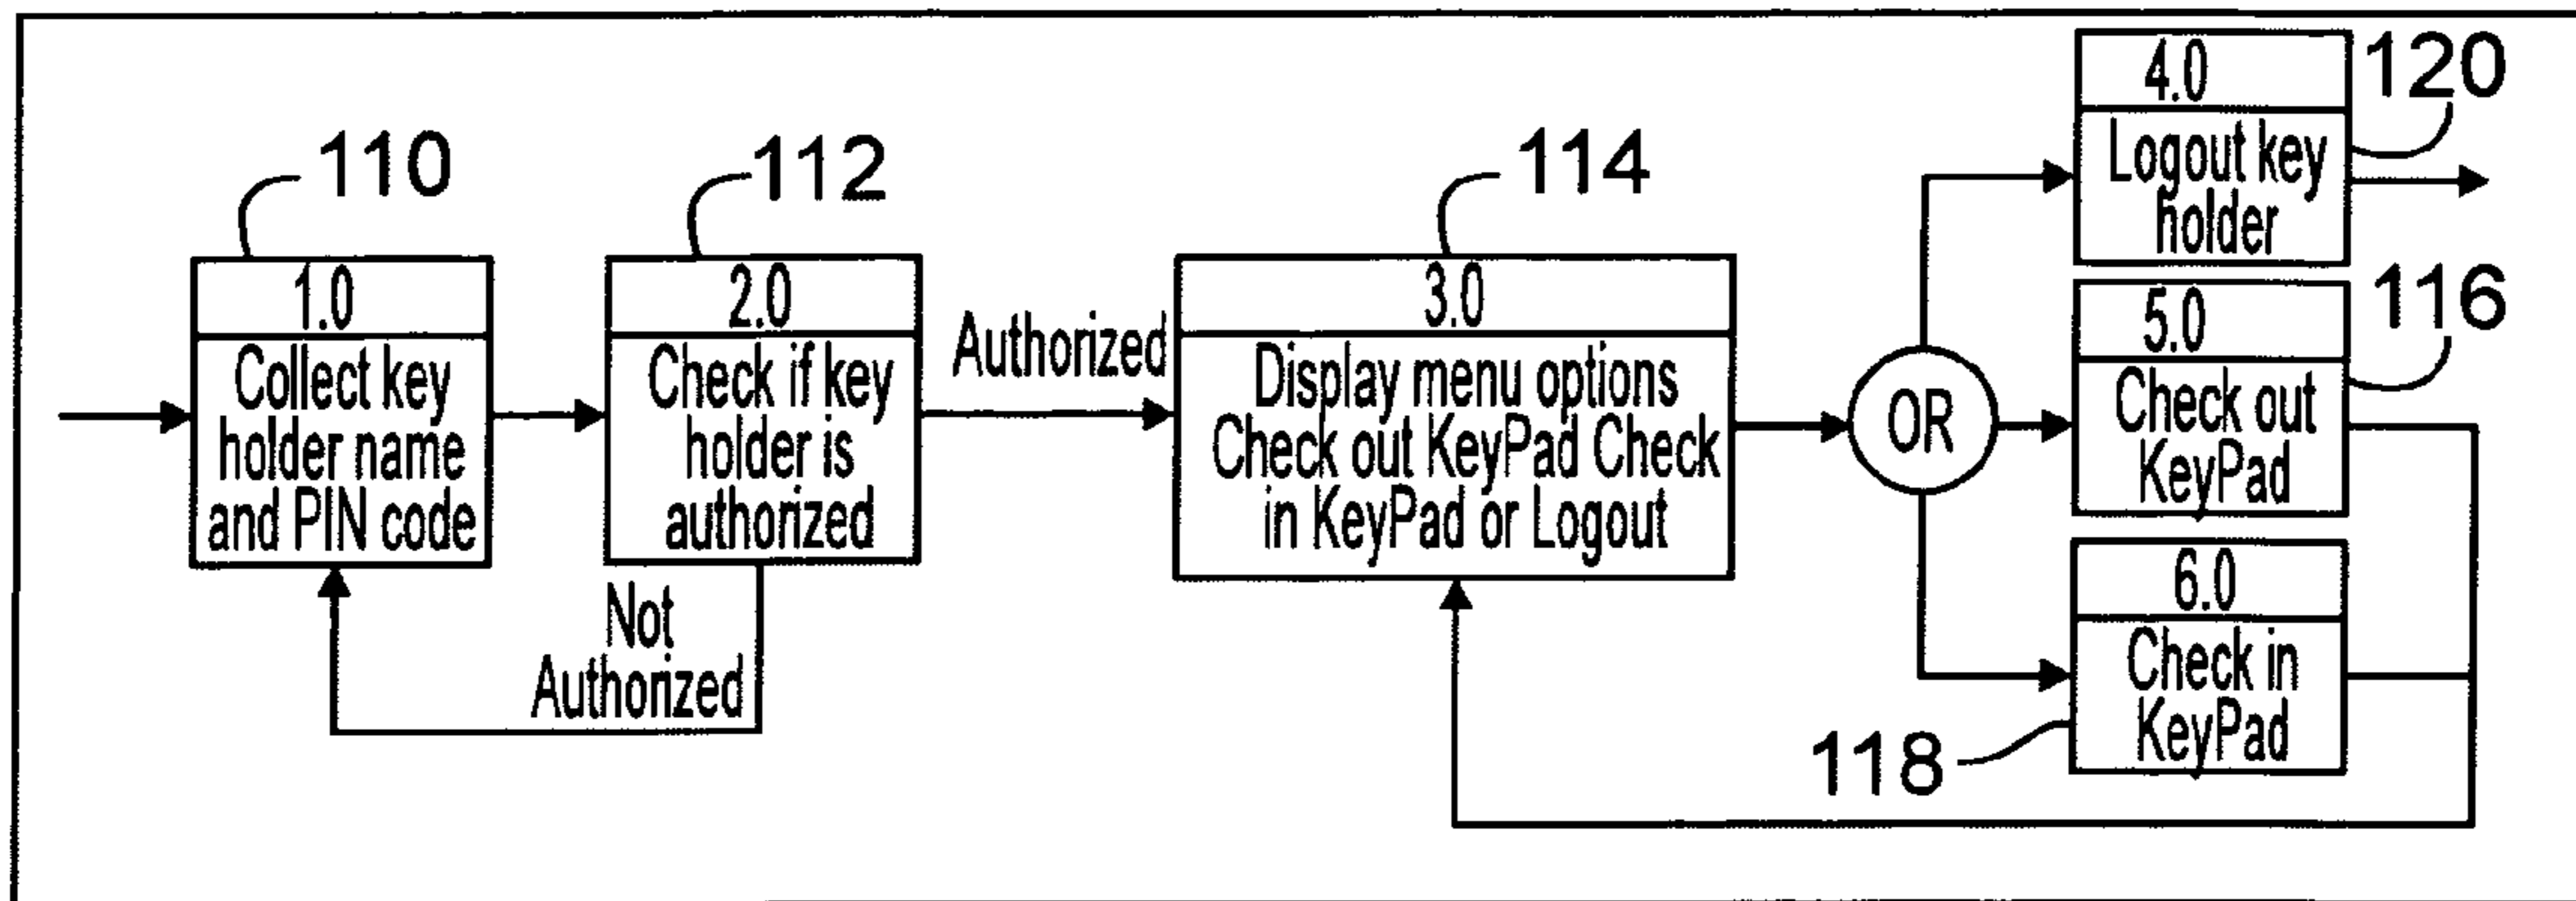 110
1.0
Collect key
holder name
and PIN code
112
2.0
Check if key
holder is
authorized
Not
Authorized
Authorized
114
3.0
Display menu options
Check out KeyPad Check
in KeyPad or Logout
OR
120
4.0
Logout key
holder
116
5.0
Check out
KeyPad
118
6.0
Check in
KeyPad